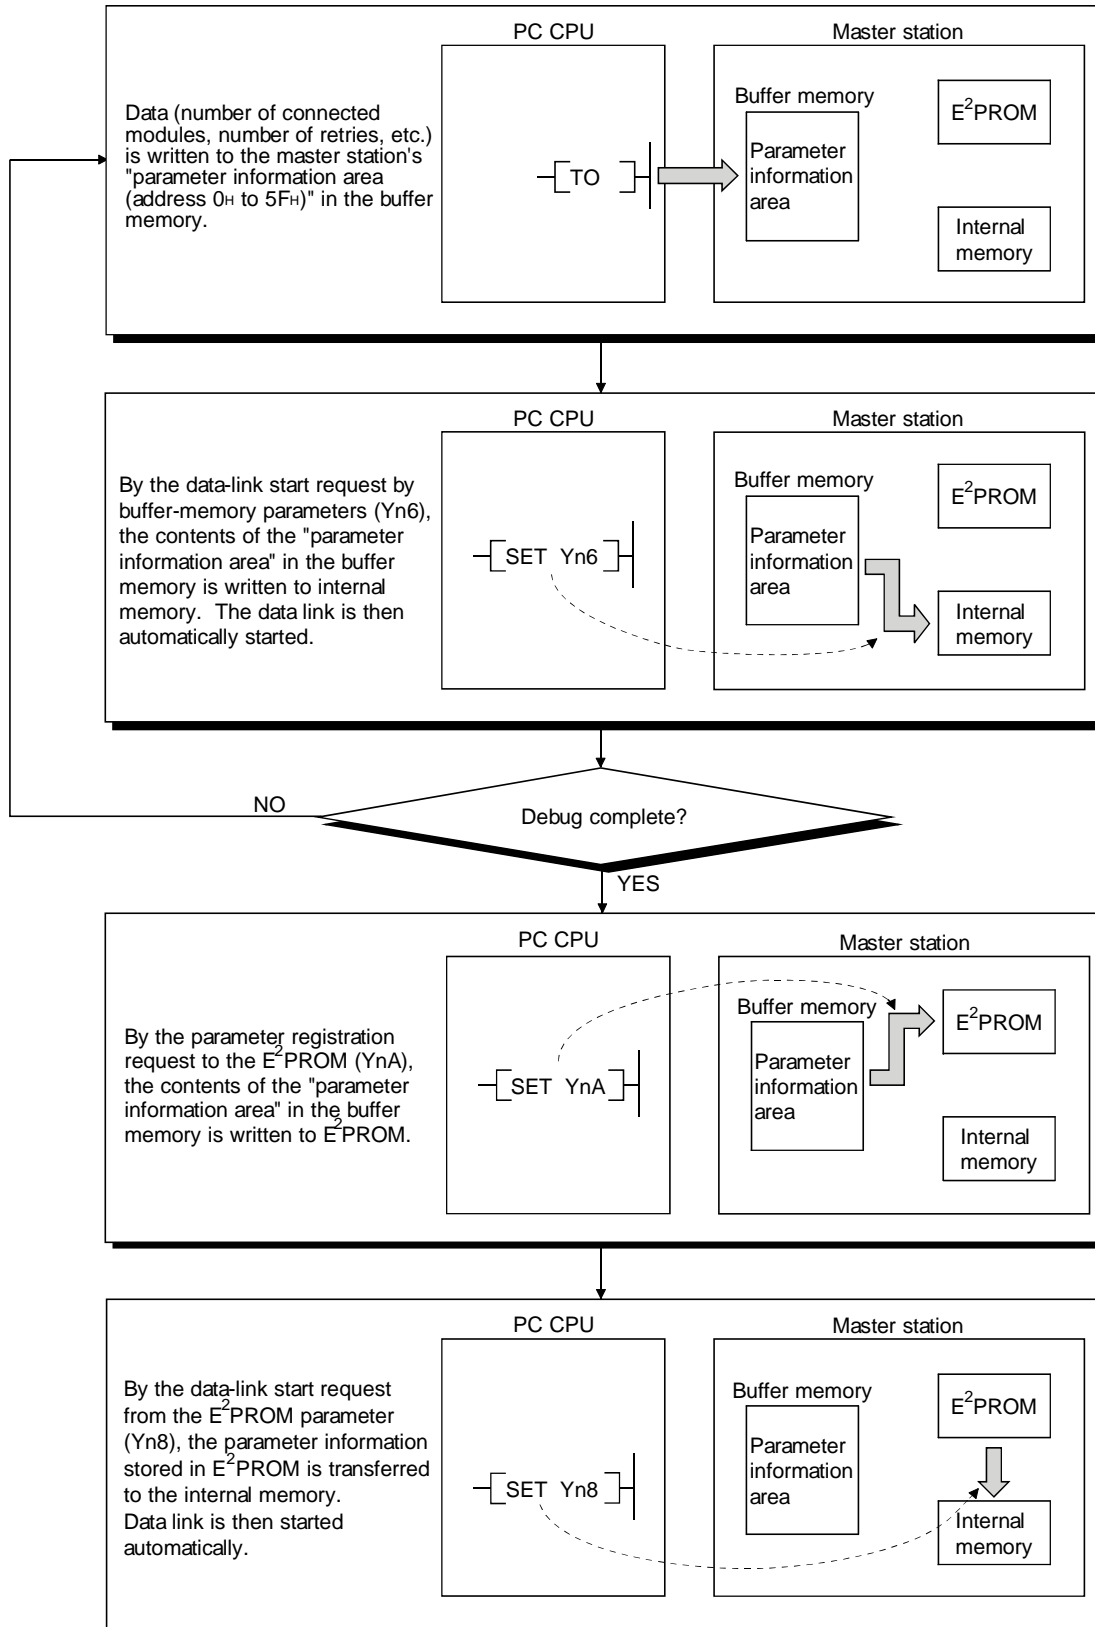 PC CPU
Master station
Data (number of connected
modules, number of retries, etc.)
is written to the master station's
"parameter information area
(address 0H to 5FH)" in the buffer
memory.
TO
Buffer memory
Parameter
information
area
E2PROM
Internal
memory
PC CPU
Master station
By the data-link start request by
buffer-memory parameters (Yn6),
the contents of the "parameter
information area" in the buffer
memory is written to internal
memory.  The data link is then
automatically started.
SET Yn6
Buffer memory
Parameter
information
area
E2PROM
Internal
memory
NO
Debug complete?
YES
PC CPU
Master station
By the parameter registration
request to the E2PROM (YnA),
the contents of the "parameter
information area" in the buffer
memory is written to E2PROM.
SET YnA
Buffer memory
Parameter
information
area
E2PROM
Internal
memory
PC CPU
Master station
By the data-link start request
from the E2PROM parameter
(Yn8), the parameter information
stored in E2PROM is transferred
to the internal memory.
Data link is then started
automatically.
SET Yn8
Buffer memory
Parameter
information
area
E2PROM
Internal
memory